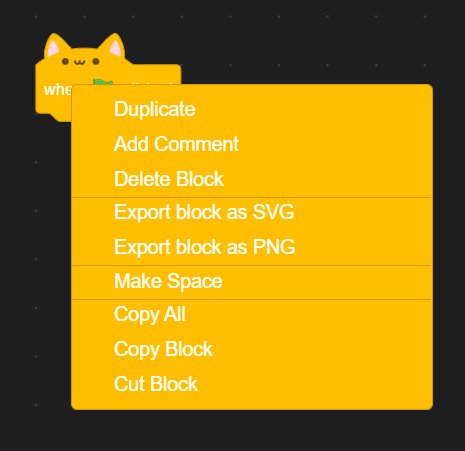 Duplicate
Add Comment
Delete Block
Export block as SVG
Export block as PNG
Make Space
Copy All
Copy Block
Cut Block